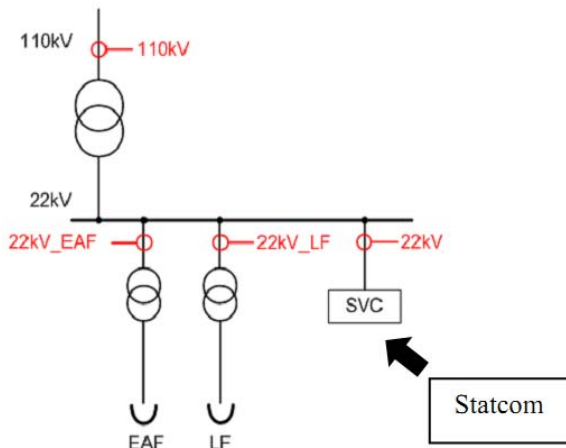 110kV
110kV
22kV
22kV_EAF
22kV_LF
22kV
SVC
Statcom
EAF
LF